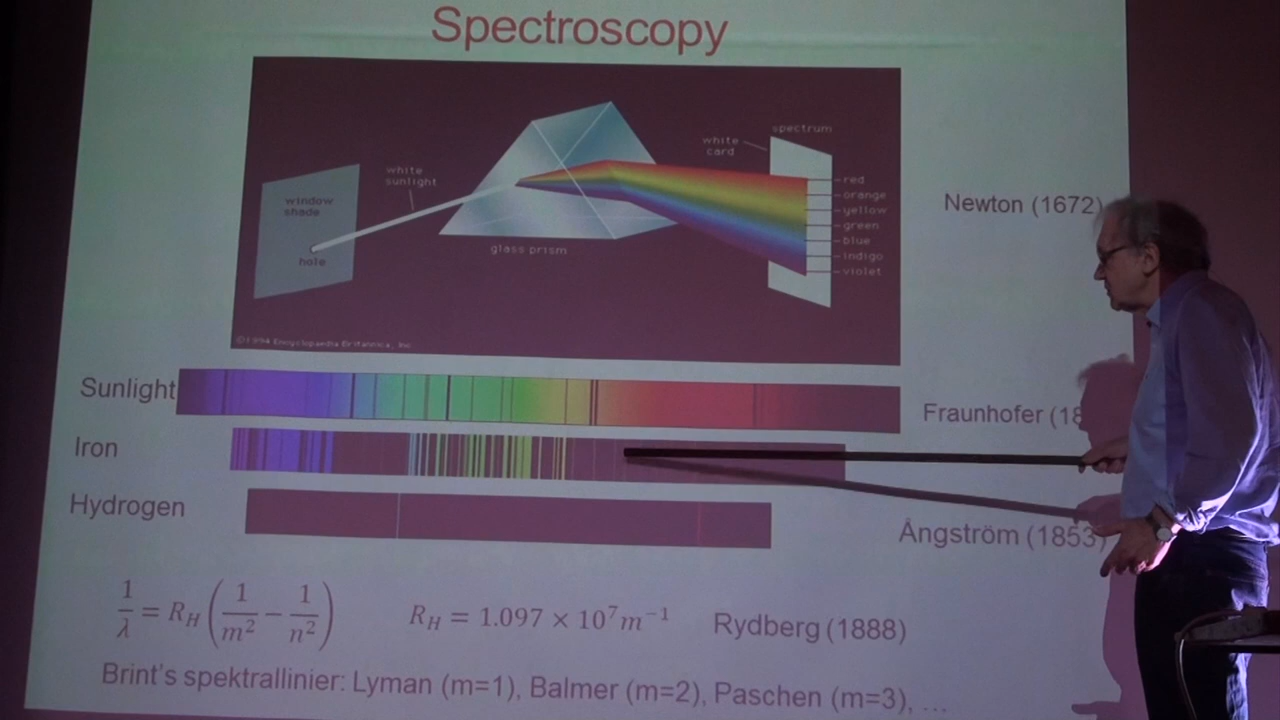 Spectroscopy
spectrum
white
card
white
sunlight
red
orange
yellow
green
blue
indigo
violet
window
shade
hole
glass prism
©1994 Encyclopaedia Britannica, Inc
Newton (1672)
Sunlight
Fraunhofer (18
Iron
Hydrogen
Ångström (1853)
1/λ = R_H (1/m² − 1/n²) R_H = 1.097 × 10⁷m⁻¹ Rydberg (1888)
Brint's spektrallinier: Lyman (m=1), Balmer (m=2), Paschen (m=3), ...